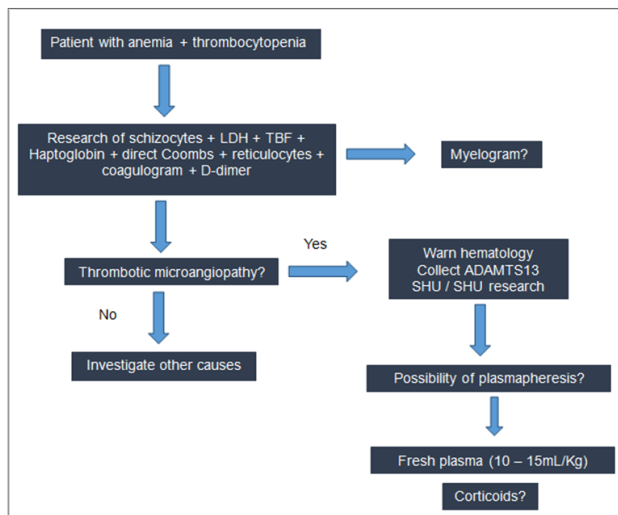 Patient with anemia + thrombocytopenia
Research of schizocytes + LDH + TBF +
Haptoglobin + direct Coombs + reticulocytes +
coagulogram + D-dimer
Myelogram?
Thrombotic microangiopathy?
Yes
Warn hematology
Collect ADAMTS13
SHU / SHU research
No
Investigate other causes
Possibility of plasmapheresis?
Fresh plasma (10 – 15mL/Kg)
Corticoids?